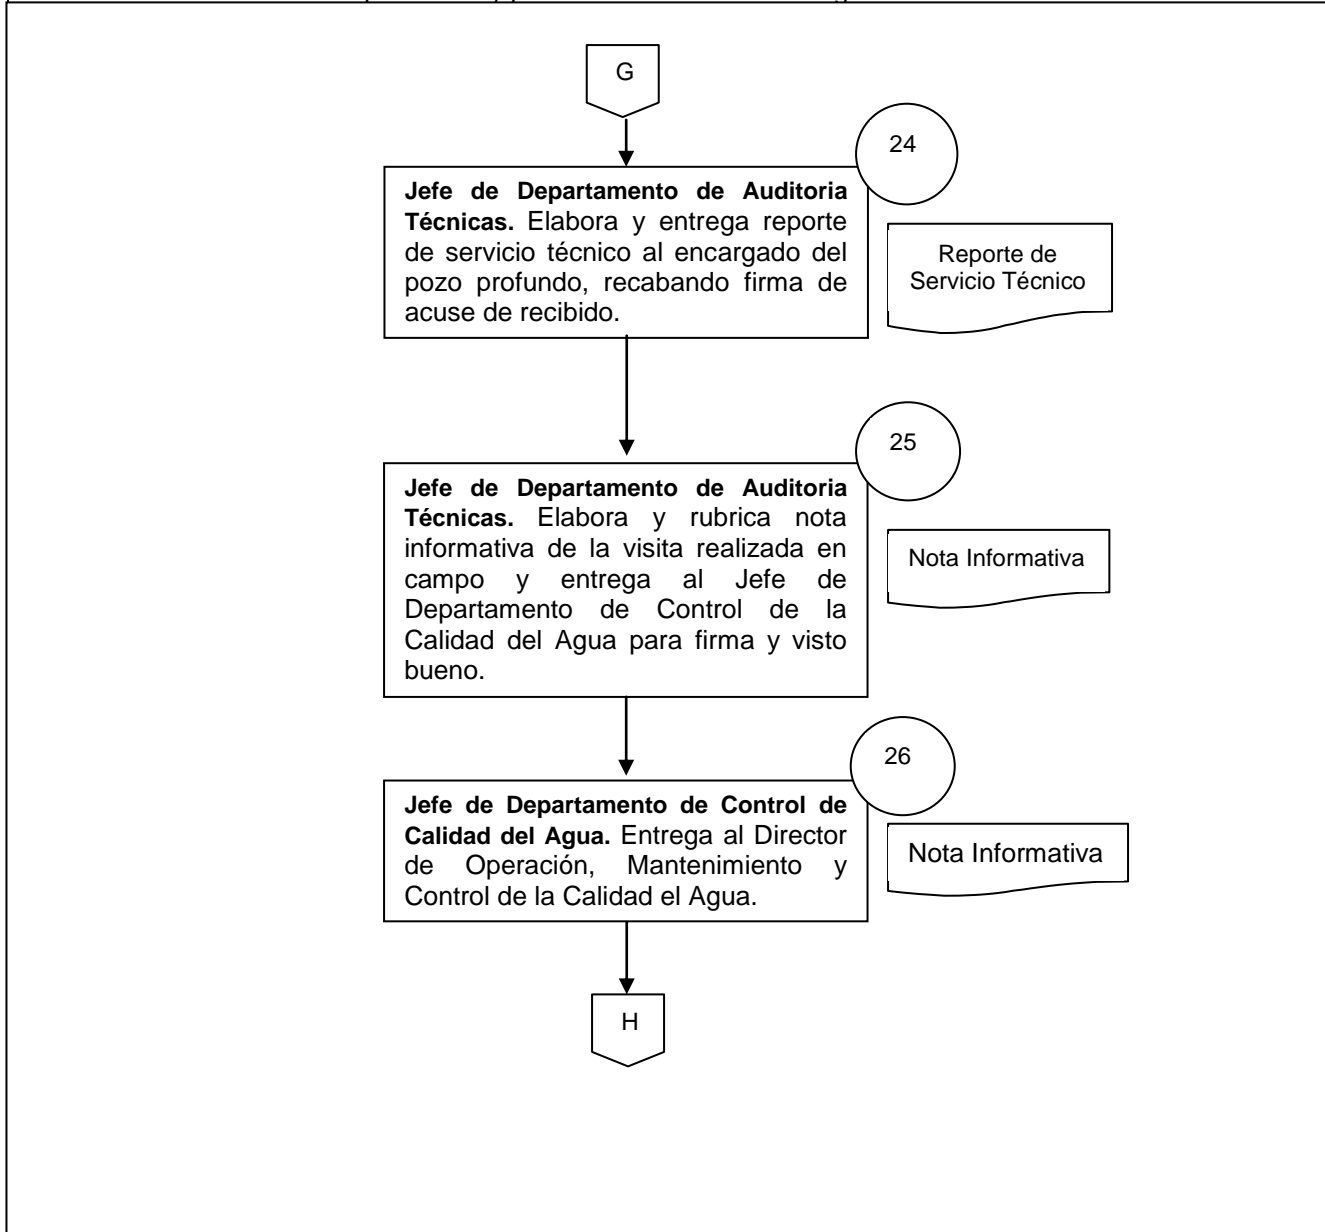 G
24
Jefe de Departamento de Auditoria
Técnicas. Elabora y entrega reporte
de servicio técnico al encargado del
pozo profundo, recabando firma de
acuse de recibido.
Reporte de
Servicio Técnico
25
Jefe de Departamento de Auditoria
Técnicas. Elabora y rubrica nota
informativa de la visita realizada en
campo y entrega al Jefe de
Departamento de Control de la
Calidad del Agua para firma y visto
bueno.
Nota Informativa
26
Jefe de Departamento de Control de
Calidad del Agua. Entrega al Director
de Operación, Mantenimiento y
Control de la Calidad el Agua.
Nota Informativa
H